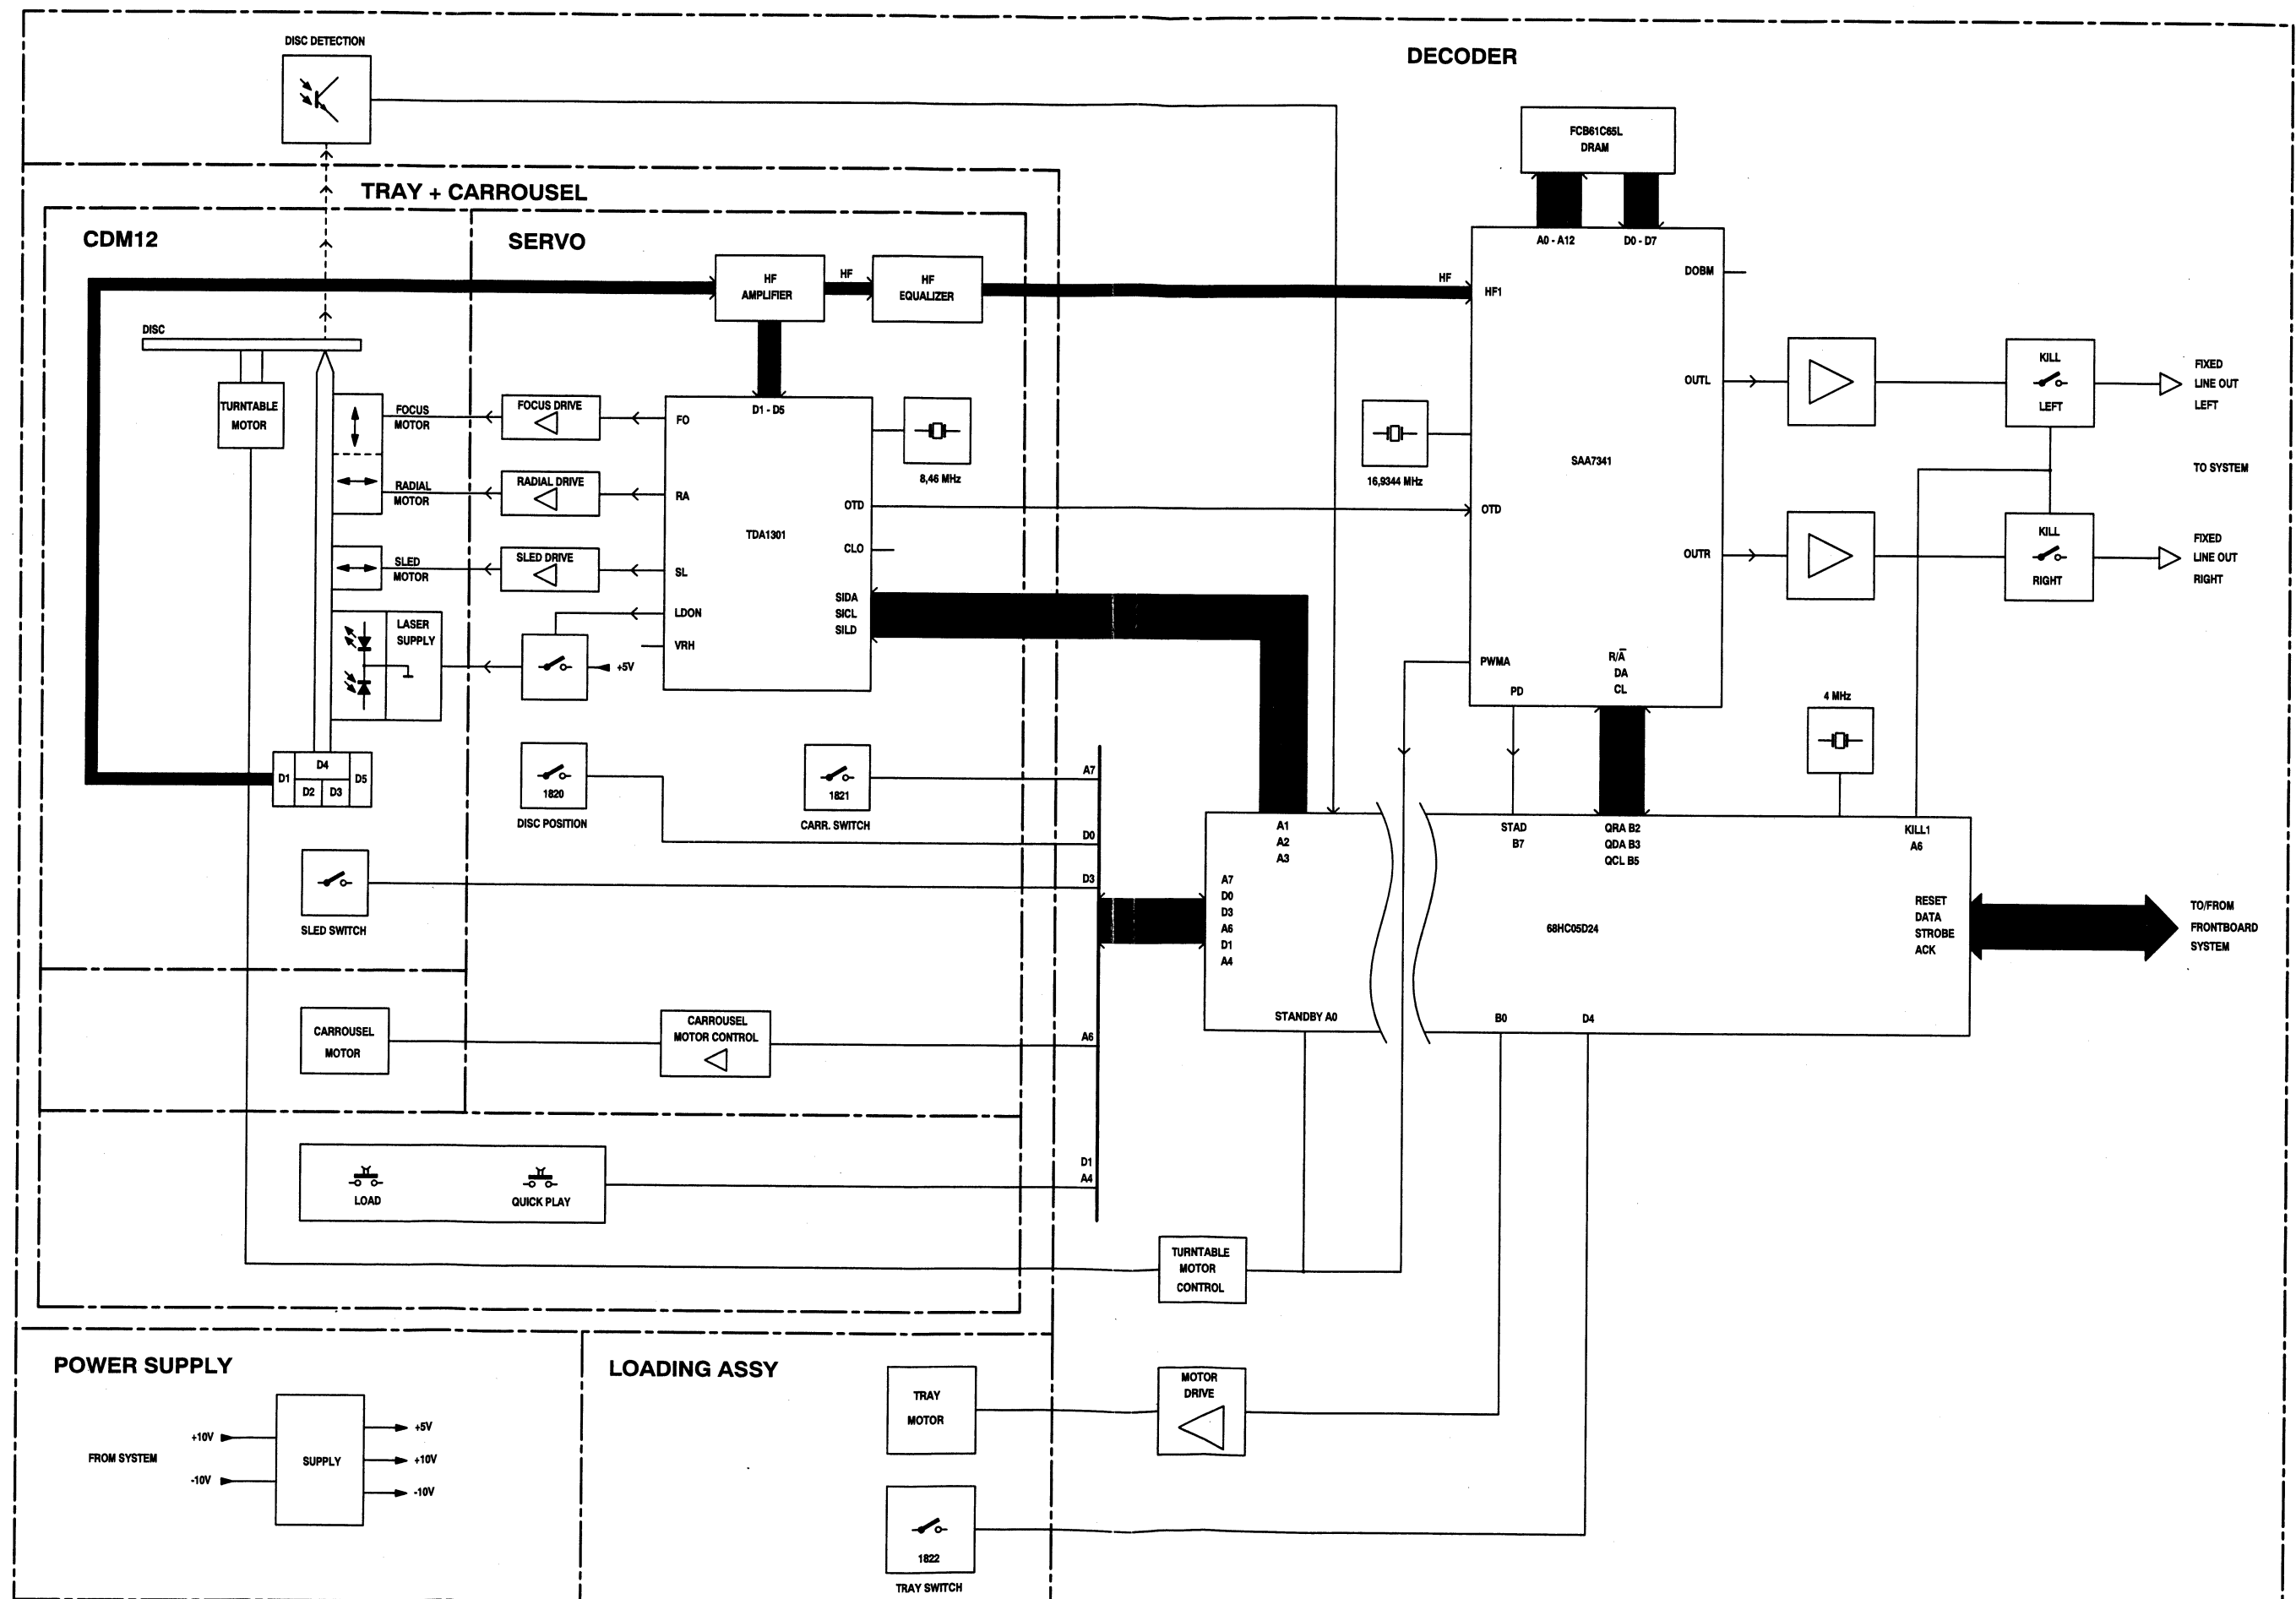 DISC DETECTION
DECODER
FCB61C65L
DRAM
TRAY + CARROUSEL
CDM12
SERVO
A0 - A12
D0 - D7
DOBM
HF
AMPLIFIER
HF
HF
EQUALIZER
HF
HF1
DISC
TURNTABLE
MOTOR
FOCUS
MOTOR
FOCUS DRIVE
FO
D1 - D5
8,46 MHz
RADIAL
MOTOR
RADIAL DRIVE
RA
OTD
TDA1301
CLO
SLED
MOTOR
SLED DRIVE
SL
SIDA
SICL
SILD
LDON
VRH
LASER
SUPPLY
+5V
16,9344 MHz
SAA7341
OTD
OUTL
OUTR
KILL
LEFT
FIXED
LINE OUT
LEFT
TO SYSTEM
KILL
RIGHT
FIXED
LINE OUT
RIGHT
PWMA
PD
R/A̅
DA
CL
4 MHz
D1
D4
D2
D3
D5
1820
DISC POSITION
1821
CARR. SWITCH
A7
D0
D3
SLED SWITCH
A1
A2
A3
A7
D0
D3
A6
D1
A4
STANDBY A0
STAD
B7
QRA B2
QDA B3
QCL B5
KILL1
A6
68HC05D24
RESET
DATA
STROBE
ACK
TO/FROM
FRONTBOARD
SYSTEM
B0
D4
CARROUSEL
MOTOR
CARROUSEL
MOTOR CONTROL
A6
LOAD
QUICK PLAY
D1
A4
TURNTABLE
MOTOR
CONTROL
POWER SUPPLY
FROM SYSTEM
+10V
-10V
SUPPLY
+5V
+10V
-10V
LOADING ASSY
TRAY
MOTOR
MOTOR
DRIVE
1822
TRAY SWITCH